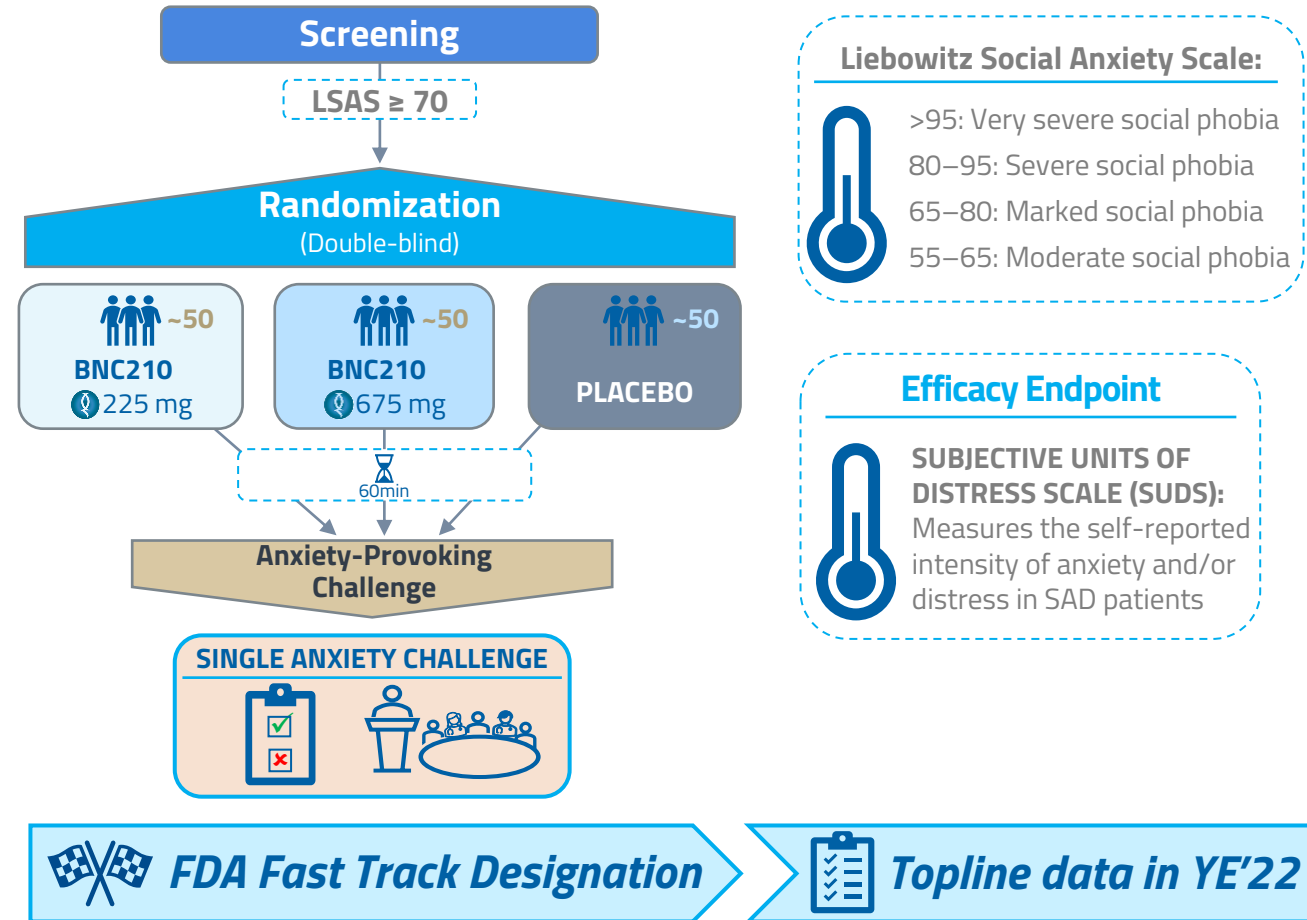 Screening
LSAS ≥ 70
Randomization
(Double-blind)
~50
BNC210
225 mg
~50
BNC210
675 mg
~50
PLACEBO
60min
Anxiety-Provoking
Challenge
SINGLE ANXIETY CHALLENGE
Liebowitz Social Anxiety Scale:
>95: Very severe social phobia
80–95: Severe social phobia
65–80: Marked social phobia
55–65: Moderate social phobia
Efficacy Endpoint
SUBJECTIVE UNITS OF
DISTRESS SCALE (SUDS):
Measures the self-reported
intensity of anxiety and/or
distress in SAD patients
FDA Fast Track Designation
Topline data in YE'22